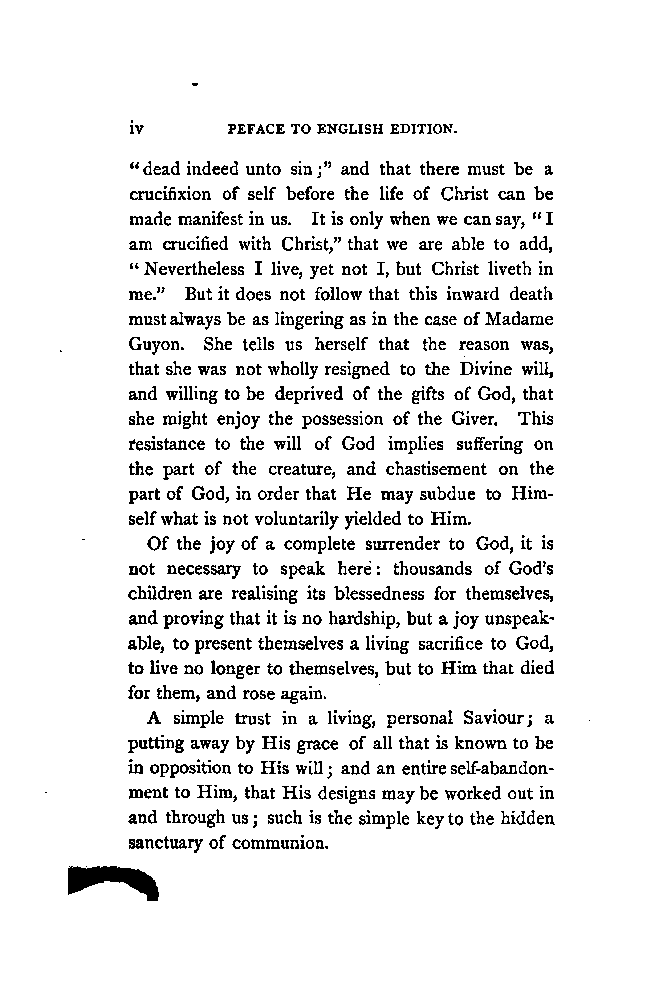 iv PEFACE TO ENGLISH EDITION.
“dead indeed unto sin;” and that there must be a
crucifixion of self before the life of Christ can be
made manifest in us. It is only when we can say, “I
am crucified with Christ,” that we are able to add,
“Nevertheless I live, yet not I, but Christ liveth in
me.” But it does not follow that this inward death
must always be as lingering as in the case of Madame
Guyon. She tells us herself that the reason was,
that she was not wholly resigned to the Divine will,
and willing to be deprived of the gifts of God, that
she might enjoy the possession of the Giver. This
resistance to the will of God implies suffering on
the part of the creature, and chastisement on the
part of God, in order that He may subdue to Him-
self what is not voluntarily yielded to Him.
Of the joy of a complete surrender to God, it is
not necessary to speak here: thousands of God's
children are realising its blessedness for themselves,
and proving that it is no hardship, but a joy unspeak-
able, to present themselves a living sacrifice to God,
to live no longer to themselves, but to Him that died
for them, and rose again.
A simple trust in a living, personal Saviour; a
putting away by His grace of all that is known to be
in opposition to His will; and an entire self-abandon-
ment to Him, that His designs may be worked out in
and through us; such is the simple key to the hidden
sanctuary of communion.